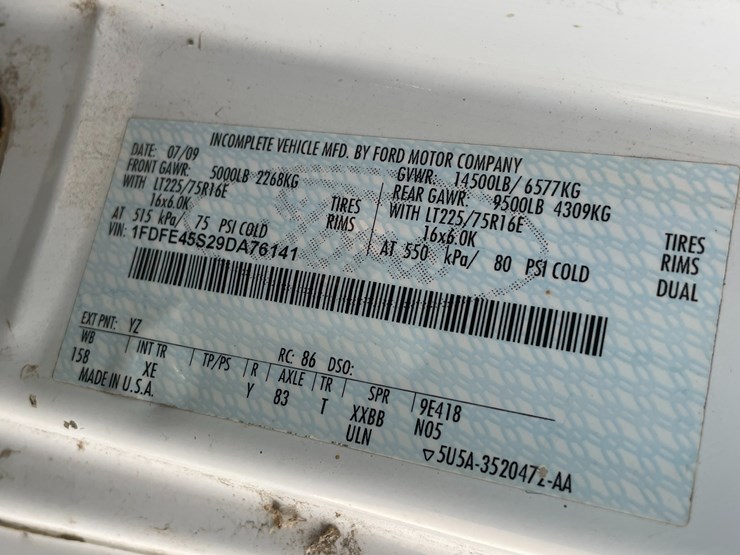 INCOMPLETE VEHICLE MFD. BY FORD MOTOR COMPANY
DATE: 07/09 GVWR: 14500LB/ 6577KG
FRONT GAWR: 5000LB 2268KG REAR GAWR: 9500LB 4309KG
WITH LT225/75R16E TIRES WITH LT225/75R16E TIRES
16x6.0K RIMS 16x6.0K RIMS
AT 515 kPa/ 75 PSI COLD AT 550 kPa/ 80 PSI COLD DUAL
VIN: 1FDFE45S29DA76141
EXT PNT: YZ RC: 86 DSO:
WB INT TR TP/PS R AXLE TR SPR 9E418
158 XE Y 83 T XXBB N05
MADE IN U.S.A. ULN ▽5U5A-3520472-AA